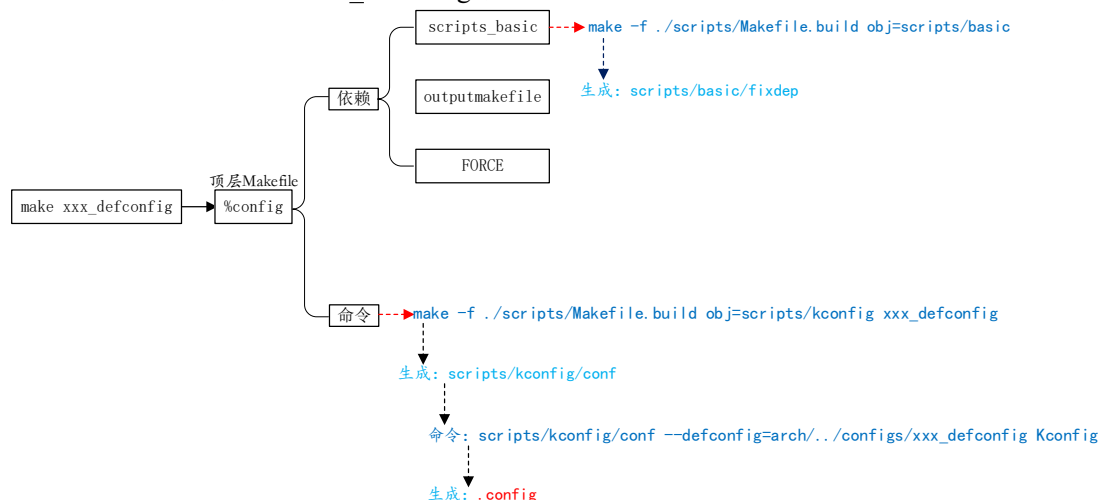 scripts_basic
make -f ./scripts/Makefile.build obj=scripts/basic
生成: scripts/basic/fixdep
依赖
outputmakefile
FORCE
顶层Makefile
make xxx_defconfig
%config
命令
make -f ./scripts/Makefile.build obj=scripts/kconfig xxx_defconfig
生成: scripts/kconfig/conf
命令: scripts/kconfig/conf --defconfig=arch/../configs/xxx_defconfig Kconfig
生成: .config